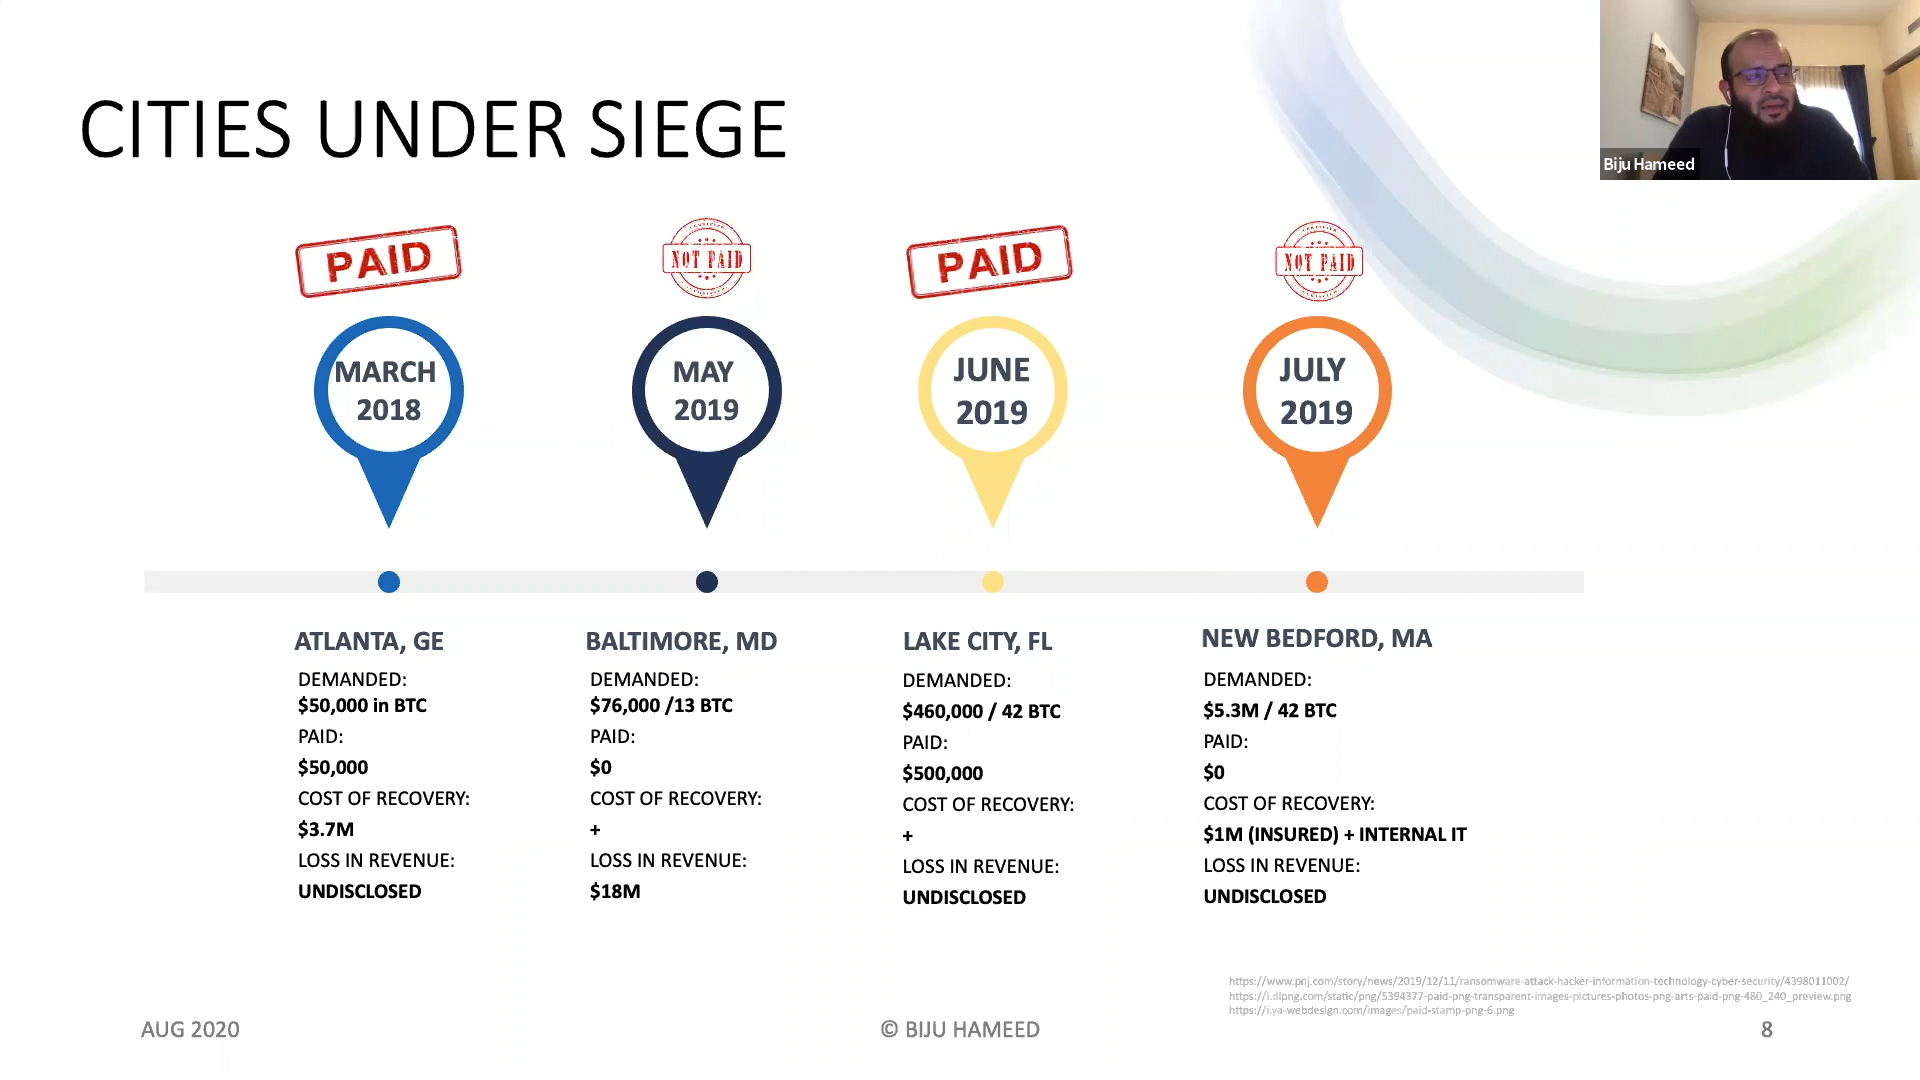 CITIES UNDER SIEGE
Biju Hameed
PAID
NOT PAID
PAID
NOT PAID
MARCH
2018
MAY
2019
JUNE
2019
JULY
2019
ATLANTA, GE
DEMANDED:
$50,000 in BTC
PAID:
$50,000
COST OF RECOVERY:
$3.7M
LOSS IN REVENUE:
UNDISCLOSED
BALTIMORE, MD
DEMANDED:
$76,000 /13 BTC
PAID:
$0
COST OF RECOVERY:
+
LOSS IN REVENUE:
$18M
LAKE CITY, FL
DEMANDED:
$460,000 / 42 BTC
PAID:
$500,000
COST OF RECOVERY:
+
LOSS IN REVENUE:
UNDISCLOSED
NEW BEDFORD, MA
DEMANDED:
$5.3M / 42 BTC
PAID:
$0
COST OF RECOVERY:
$1M (INSURED) + INTERNAL IT
LOSS IN REVENUE:
UNDISCLOSED
https://www.pnj.com/story/news/2019/12/11/ransomware-attack-hacker-information-technology-cyber-security/4398011002/
https://i.dlpng.com/static/png/5394377-paid-png-transparent-images-pictures-photos-png-arts-paid-png-480_240_preview.png
https://i.ya-webdesign.com/images/paid-stamp-png-6.png
AUG 2020
© BIJU HAMEED
8